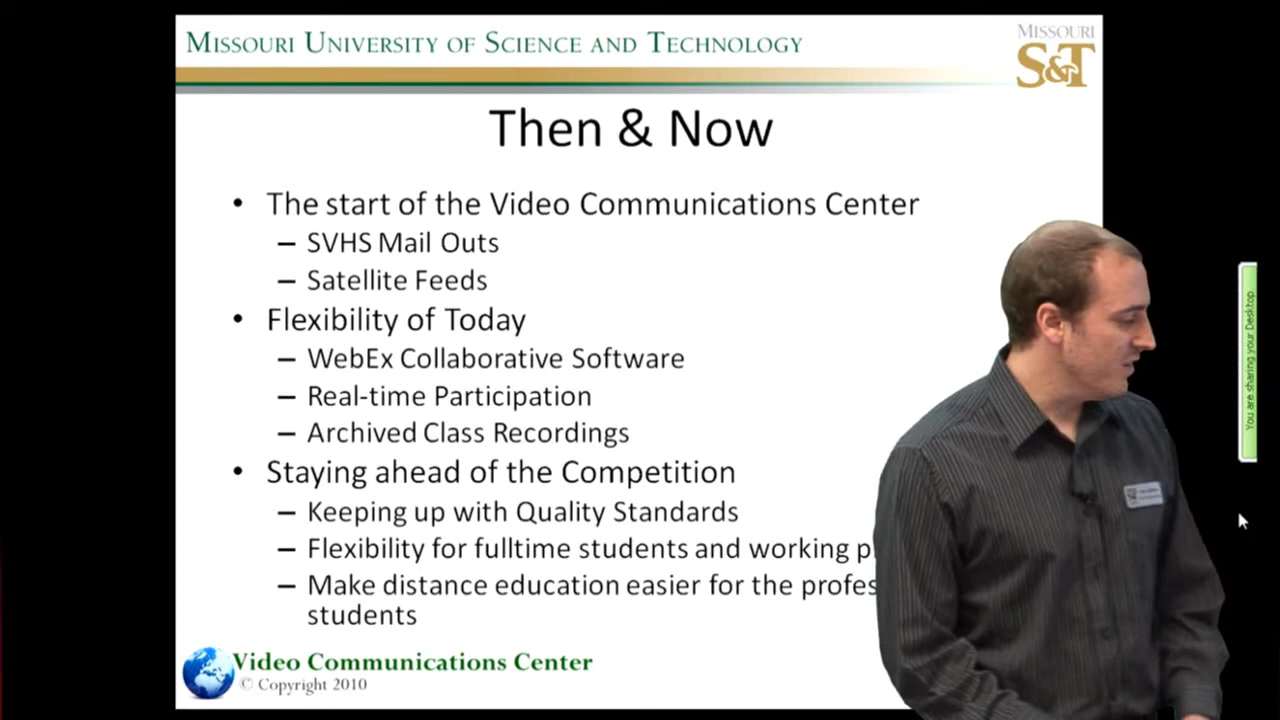 MISSOURI UNIVERSITY OF SCIENCE AND TECHNOLOGY
MISSOURI
S&T
Then & Now
• The start of the Video Communications Center
– SVHS Mail Outs
– Satellite Feeds
• Flexibility of Today
– WebEx Collaborative Software
– Real-time Participation
– Archived Class Recordings
• Staying ahead of the Competition
– Keeping up with Quality Standards
– Flexibility for fulltime students and working p
– Make distance education easier for the profes
students
Video Communications Center
© Copyright 2010
You are sharing your Desktop